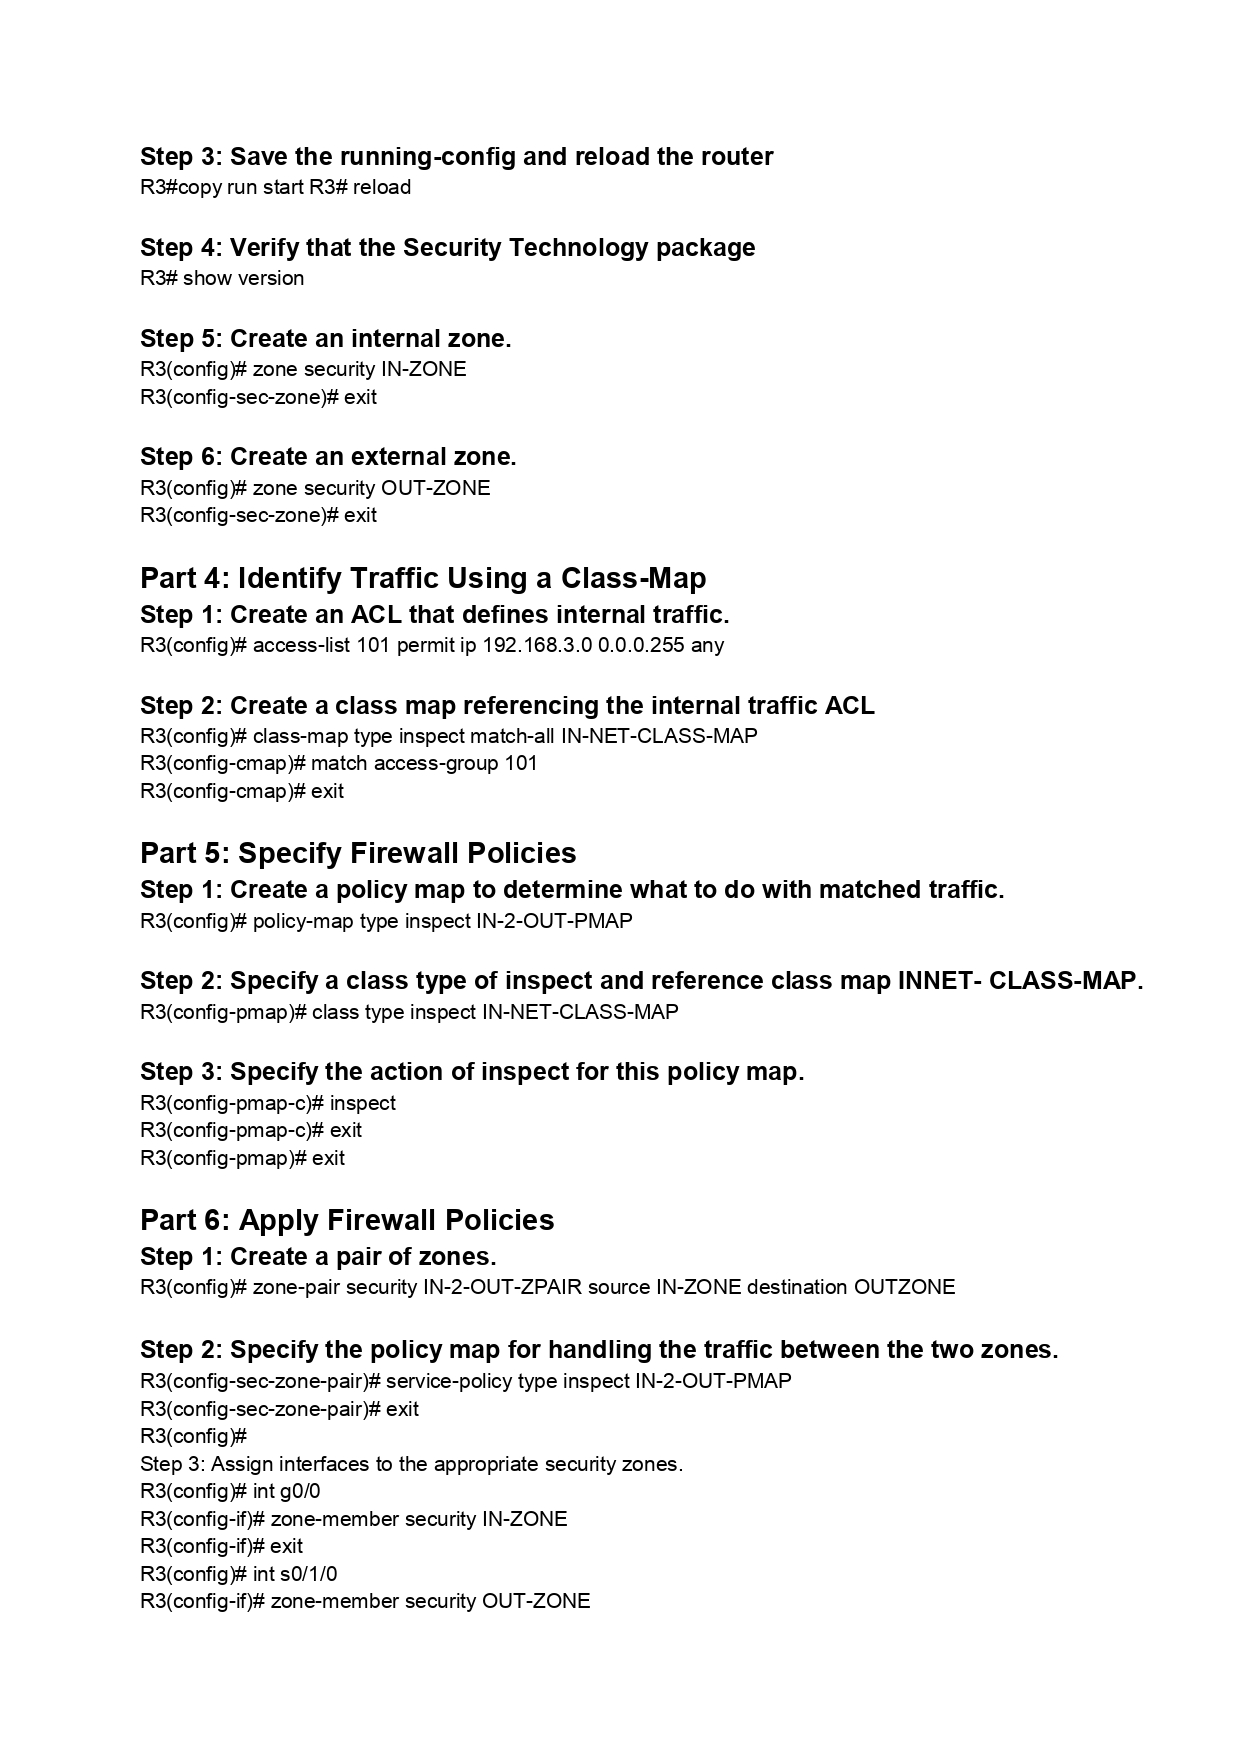 Step 3: Save the running-config and reload the router
R3#copy run start R3# reload
Step 4: Verify that the Security Technology package
R3# show version
Step 5: Create an internal zone.
R3(config)# zone security IN-ZONE
R3(config-sec-zone)# exit
Step 6: Create an external zone.
R3(config)# zone security OUT-ZONE
R3(config-sec-zone)# exit
Part 4: Identify Traffic Using a Class-Map
Step 1: Create an ACL that defines internal traffic.
R3(config)# access-list 101 permit ip 192.168.3.0 0.0.0.255 any
Step 2: Create a class map referencing the internal traffic ACL
R3(config)# class-map type inspect match-all IN-NET-CLASS-MAP
R3(config-cmap)# match access-group 101
R3(config-cmap)# exit
Part 5: Specify Firewall Policies
Step 1: Create a policy map to determine what to do with matched traffic.
R3(config)# policy-map type inspect IN-2-OUT-PMAP
Step 2: Specify a class type of inspect and reference class map INNET- CLASS-MAP.
R3(config-pmap)# class type inspect IN-NET-CLASS-MAP
Step 3: Specify the action of inspect for this policy map.
R3(config-pmap-c)# inspect
R3(config-pmap-c)# exit
R3(config-pmap)# exit
Part 6: Apply Firewall Policies
Step 1: Create a pair of zones.
R3(config)# zone-pair security IN-2-OUT-ZPAIR source IN-ZONE destination OUTZONE
Step 2: Specify the policy map for handling the traffic between the two zones.
R3(config-sec-zone-pair)# service-policy type inspect IN-2-OUT-PMAP
R3(config-sec-zone-pair)# exit
R3(config)#
Step 3: Assign interfaces to the appropriate security zones.
R3(config)# int g0/0
R3(config-if)# zone-member security IN-ZONE
R3(config-if)# exit
R3(config)# int s0/1/0
R3(config-if)# zone-member security OUT-ZONE